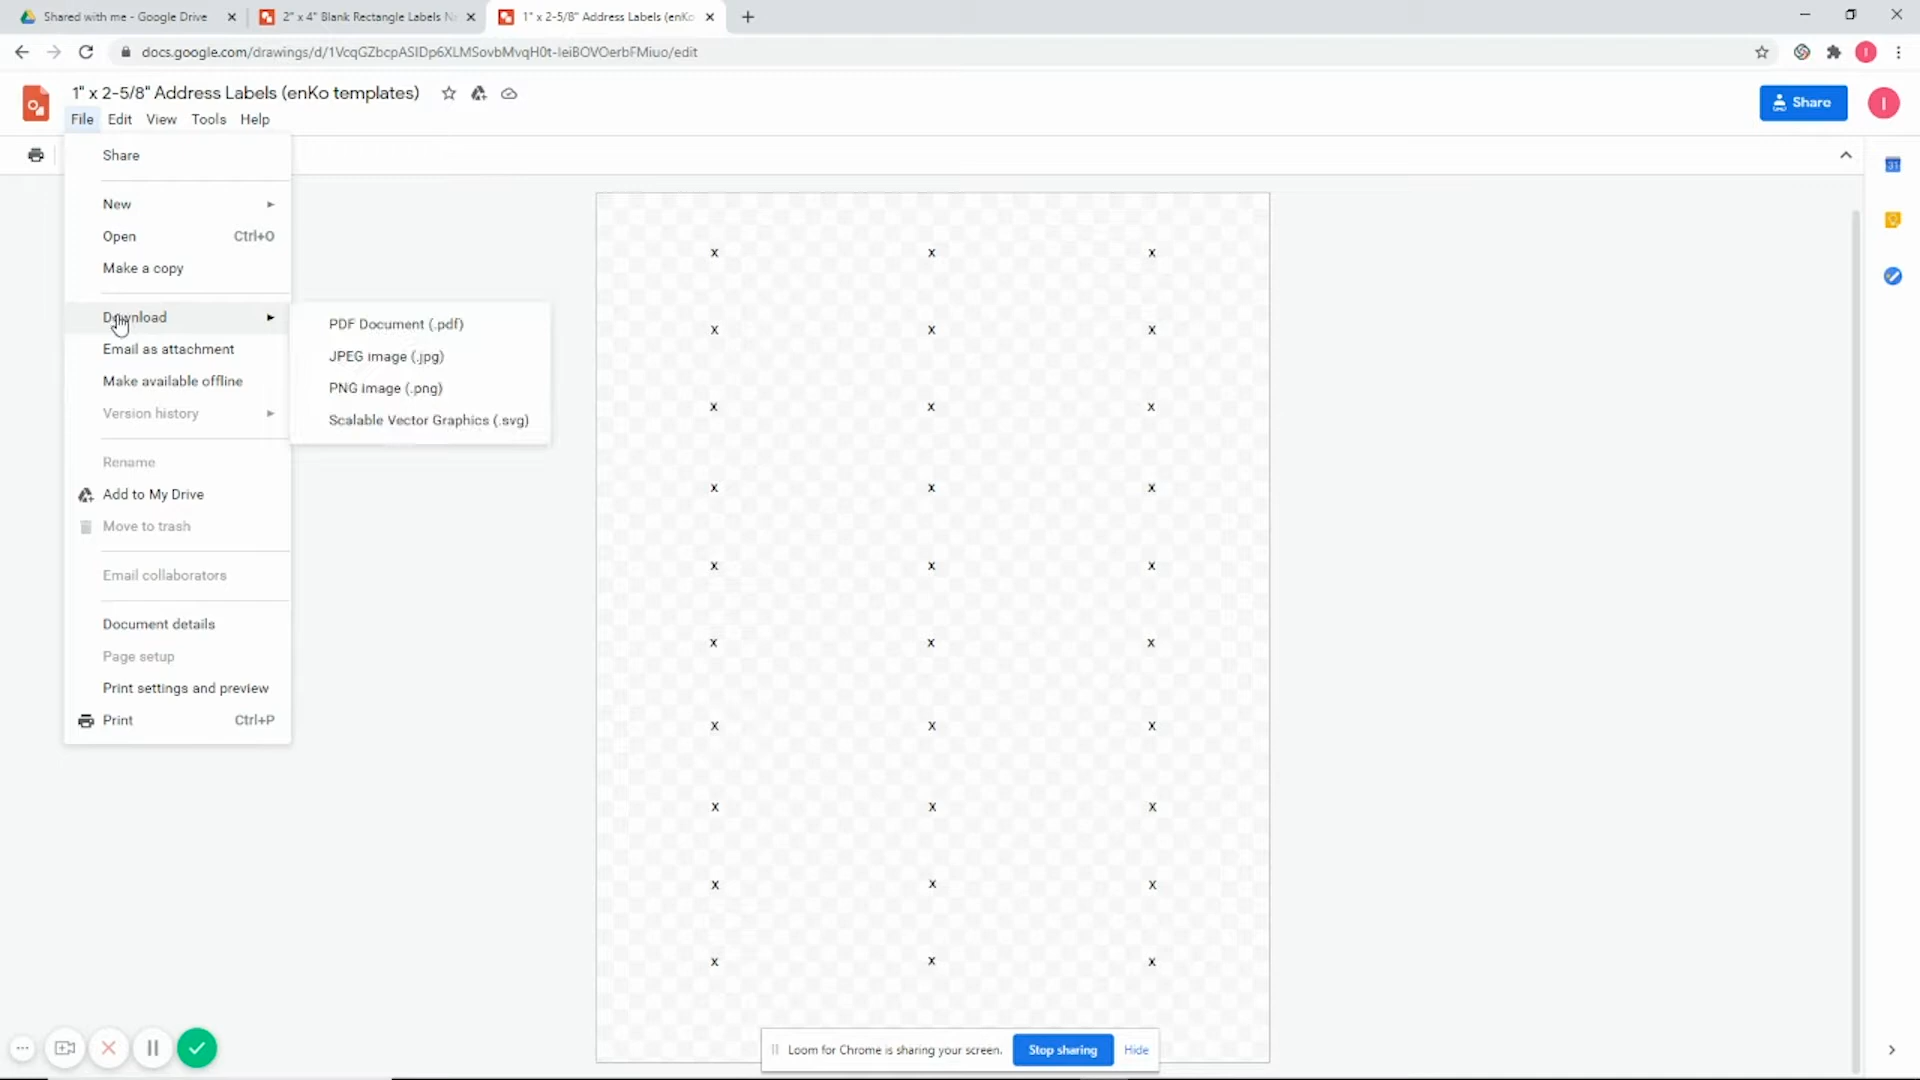 Shared with me - Google Drive
2" x 4" Blank Rectangle Labels
1" x 2-5/8" Address Labels (enKo
docs.google.com/drawings/d/1VcqGZbcpASIDp6XLMSovbMvqH0t-IeiBOVOerbFMiuo/edit
I
1" x 2-5/8" Address Labels (enKo templates)
Share
I
File Edit View Tools Help
Share
31
New
Open Ctrl+O
Make a copy
Download
Email as attachment
Make available offline
Version history
Rename
Add to My Drive
Move to trash
Email collaborators
Document details
Page setup
Print settings and preview
Print Ctrl+P
PDF Document (.pdf)
JPEG image (.jpg)
PNG image (.png)
Scalable Vector Graphics (.svg)
x x x
x x x
x x x
x x x
x x x
x x x
x x x
x x x
x x x
x x x
Loom for Chrome is sharing your screen. Stop sharing Hide